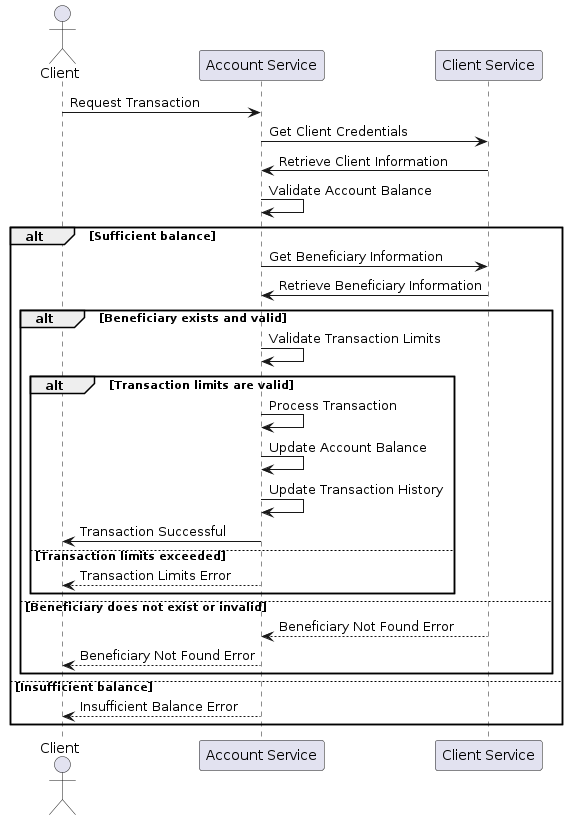 Client
Account Service
Client Service
Request Transaction
Get Client Credentials
Retrieve Client Information
Validate Account Balance
alt [Sufficient balance]
Get Beneficiary Information
Retrieve Beneficiary Information
alt [Beneficiary exists and valid]
Validate Transaction Limits
alt [Transaction limits are valid]
Process Transaction
Update Account Balance
Update Transaction History
Transaction Successful
[Transaction limits exceeded]
Transaction Limits Error
[Beneficiary does not exist or invalid]
Beneficiary Not Found Error
Beneficiary Not Found Error
[Insufficient balance]
Insufficient Balance Error
Client
Account Service
Client Service